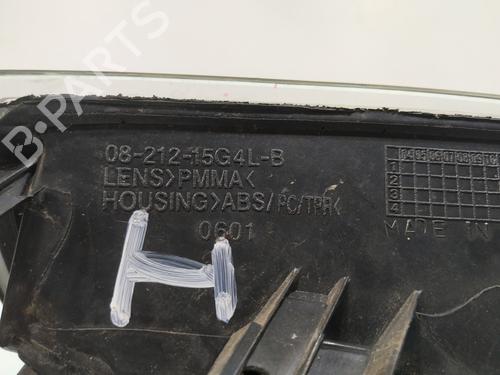 B-PARTS
08-212-15G4L-B
LENS>PMMA<
HOUSING>ABS/PC/TPR<
0601
H
1
2
3
4
MADE IN